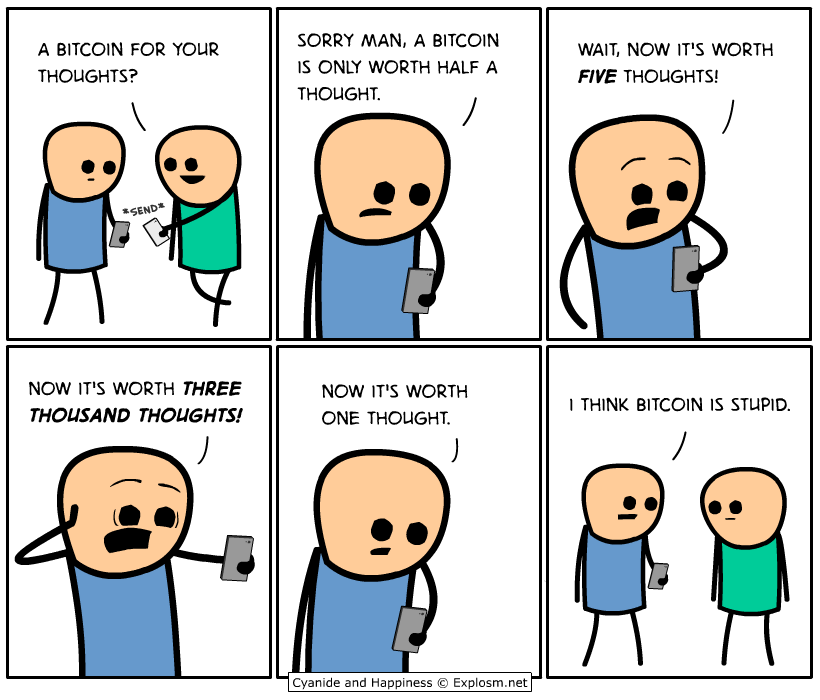 A BITCOIN FOR YOUR
THOUGHTS?
*SEND*
SORRY MAN, A BITCOIN
IS ONLY WORTH HALF A
THOUGHT.
WAIT, NOW IT'S WORTH
FIVE THOUGHTS!
NOW IT'S WORTH THREE
THOUSAND THOUGHTS!
NOW IT'S WORTH
ONE THOUGHT.
I THINK BITCOIN IS STUPID.
Cyanide and Happiness © Explosm.net